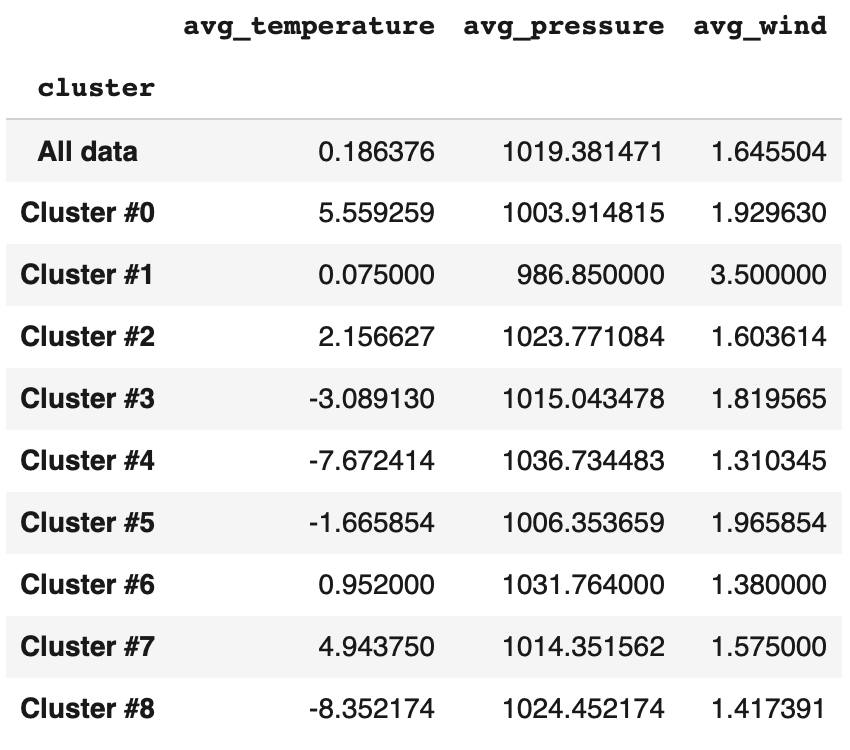 avg_temperature avg_pressure avg_wind
cluster
All data 0.186376 1019.381471 1.645504
Cluster #0 5.559259 1003.914815 1.929630
Cluster #1 0.075000 986.850000 3.500000
Cluster #2 2.156627 1023.771084 1.603614
Cluster #3 -3.089130 1015.043478 1.819565
Cluster #4 -7.672414 1036.734483 1.310345
Cluster #5 -1.665854 1006.353659 1.965854
Cluster #6 0.952000 1031.764000 1.380000
Cluster #7 4.943750 1014.351562 1.575000
Cluster #8 -8.352174 1024.452174 1.417391